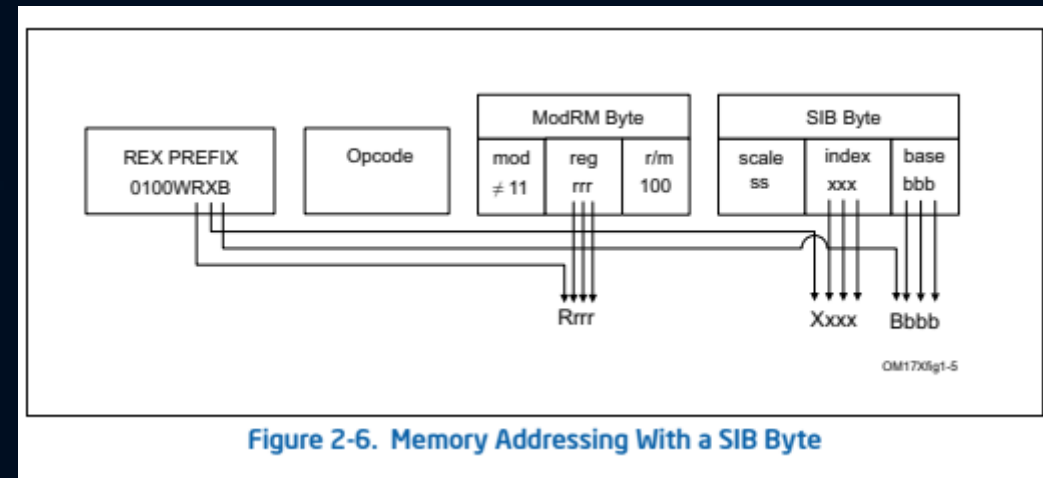 ModRM Byte
SIB Byte
REX PREFIX
0100WRXB
Opcode
mod
≠ 11
reg
rrr
r/m
100
scale
ss
index
xxx
base
bbb
Rrrr
Xxxx
Bbbb
OM17Xfig1-5
Figure 2-6. Memory Addressing With a SIB Byte